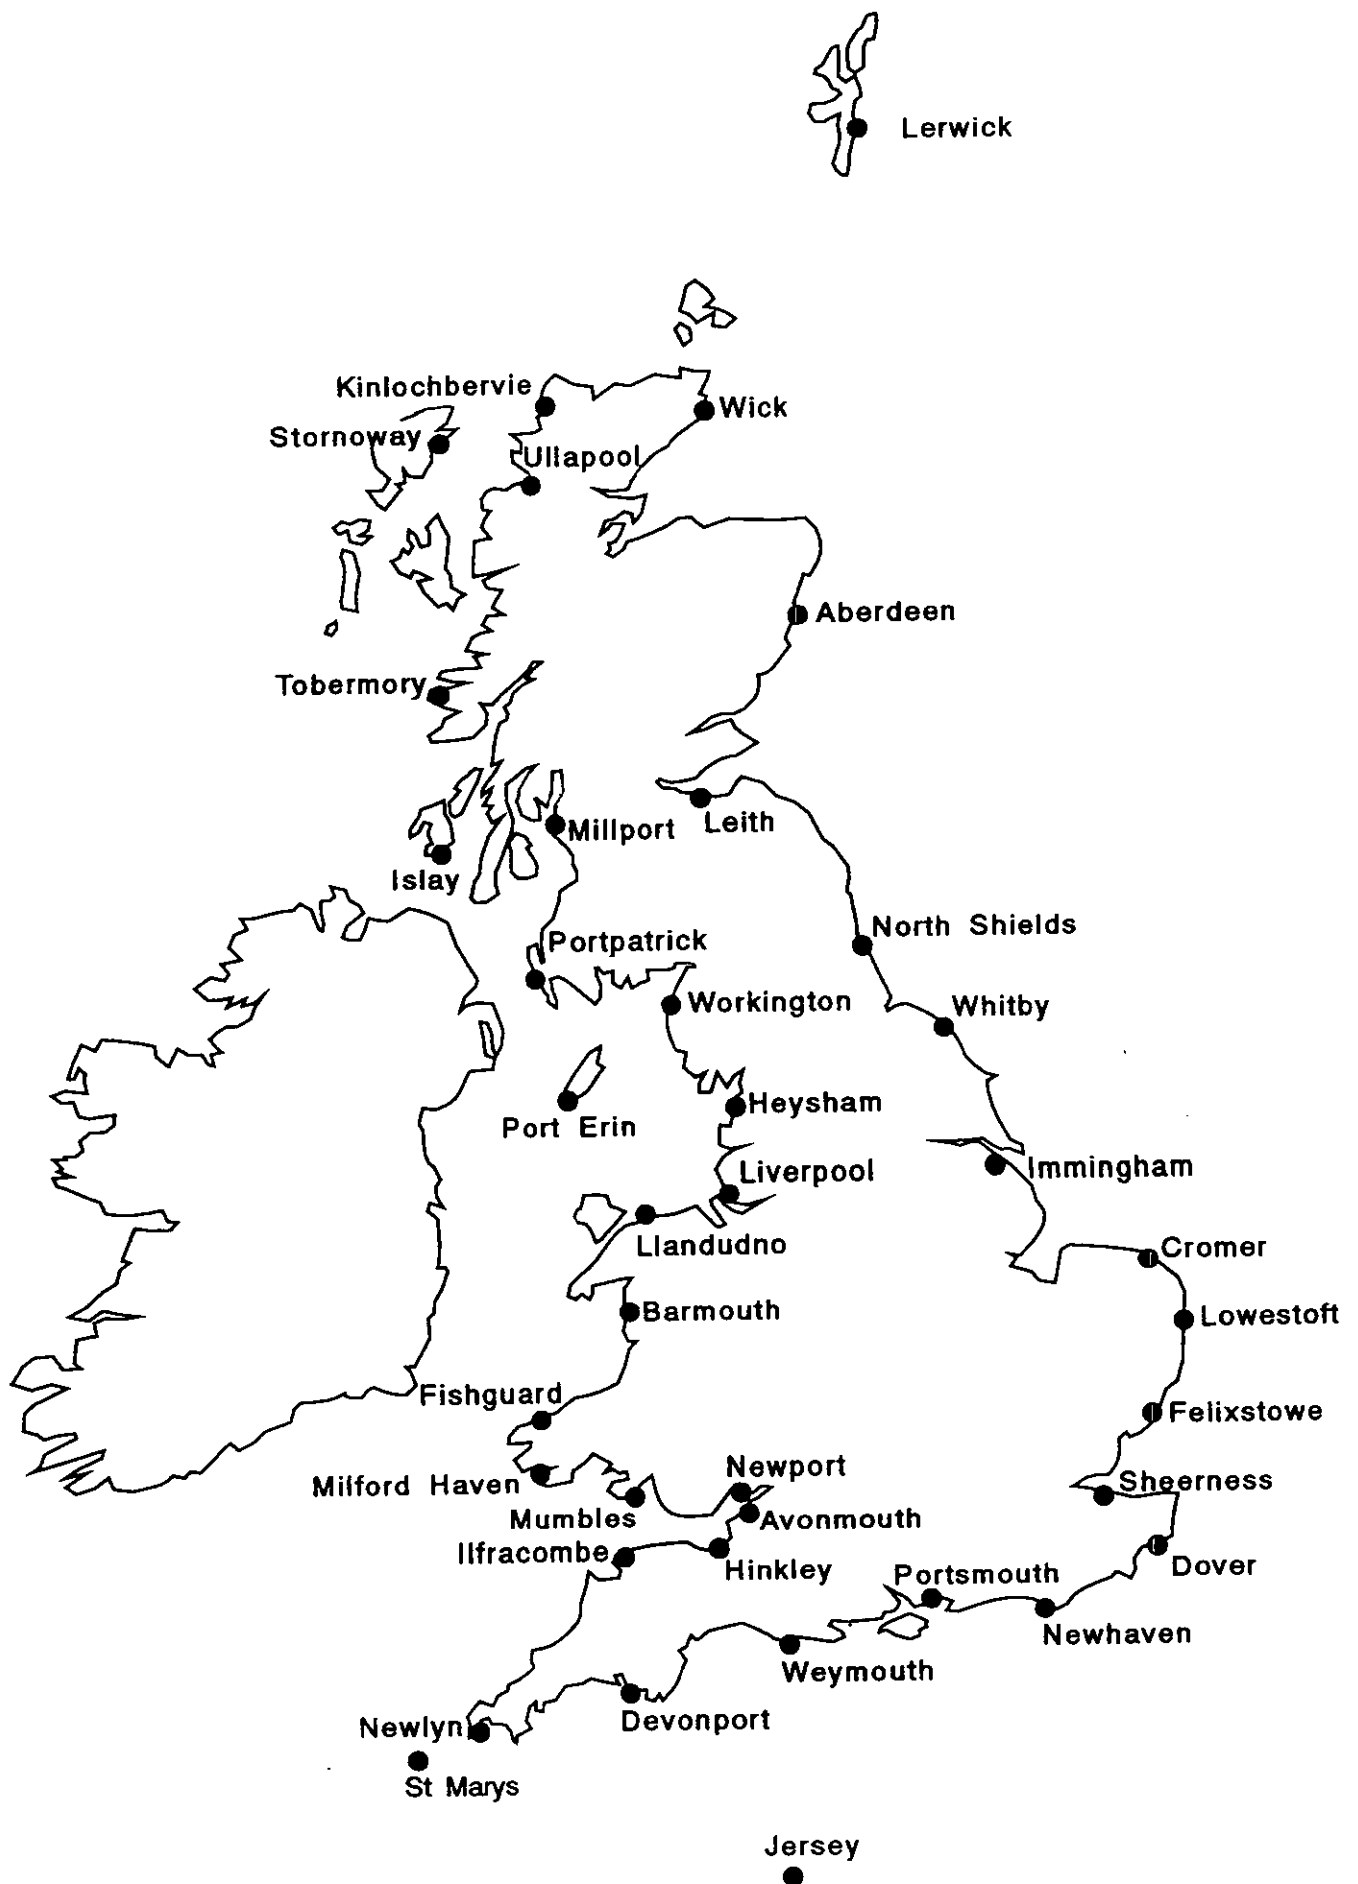 Lerwick
Kinlochbervie
Wick
Stornoway
Ullapool
Aberdeen
Tobermory
Leith
Millport
Islay
North Shields
Portpatrick
Workington
Whitby
Heysham
Port Erin
Immingham
Liverpool
Llandudno
Cromer
Barmouth
Lowestoft
Fishguard
Felixstowe
Newport
Sheerness
Milford Haven
Mumbles
Avonmouth
Ilfracombe
Hinkley
Dover
Portsmouth
Newhaven
Weymouth
Devonport
Newlyn
St Marys
Jersey